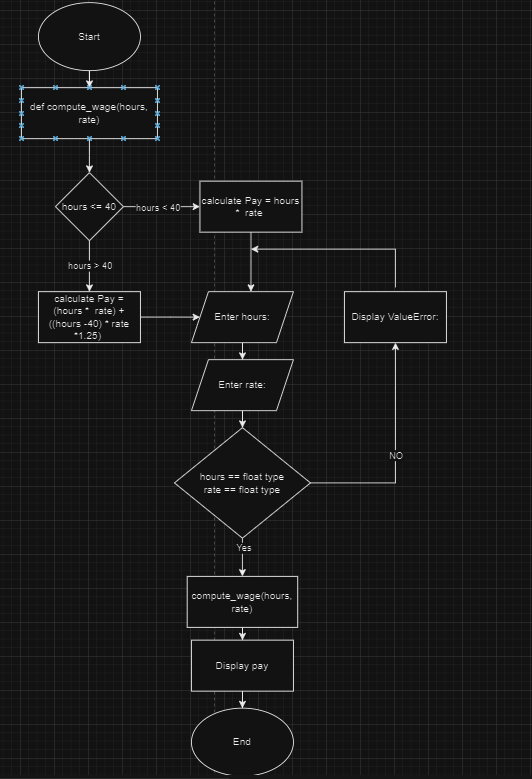 Start
def compute_wage(hours,
rate)
hours <= 40
hours < 40
calculate Pay = hours
* rate
hours > 40
calculate Pay =
(hours * rate) +
((hours -40) * rate
*1.25)
Enter hours:
Display ValueError:
Enter rate:
NO
hours == float type
rate == float type
Yes
compute_wage(hours,
rate)
Display pay
End